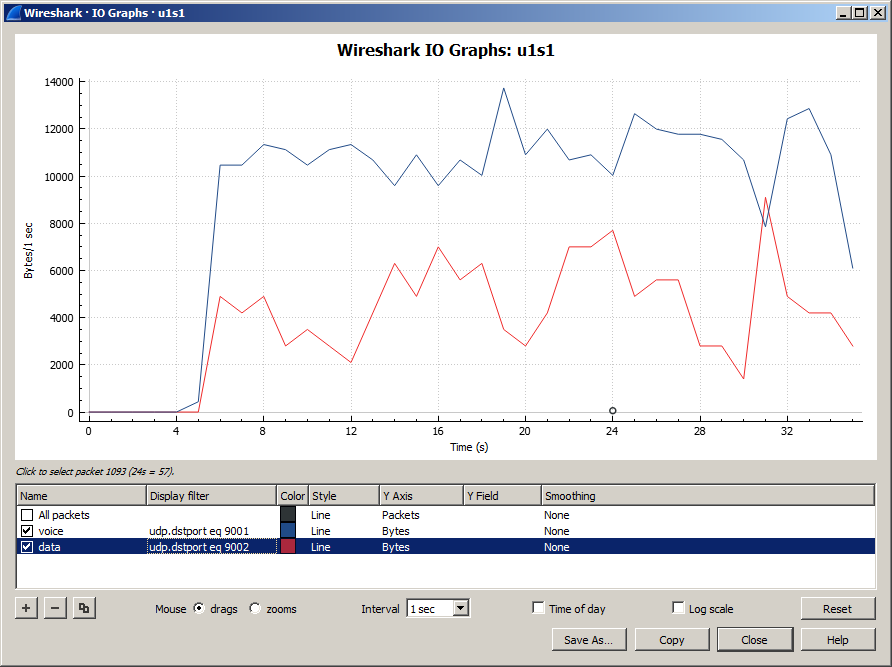 Wireshark · IO Graphs · u1s1
Wireshark IO Graphs: u1s1
14000
12000
10000
8000
6000
4000
2000
0
Bytes/1 sec
0 4 8 12 16 20 24 28 32
Time (s)
Click to select packet 1093 (24s = 57).
Name Display filter Color Style Y Axis Y Field Smoothing
All packets Line Packets None
voice udp.dstport eq 9001 Line Bytes None
data udp.dstport eq 9002 Line Bytes None
Mouse drags zooms Interval 1 sec Time of day Log scale Reset
Save As... Copy Close Help